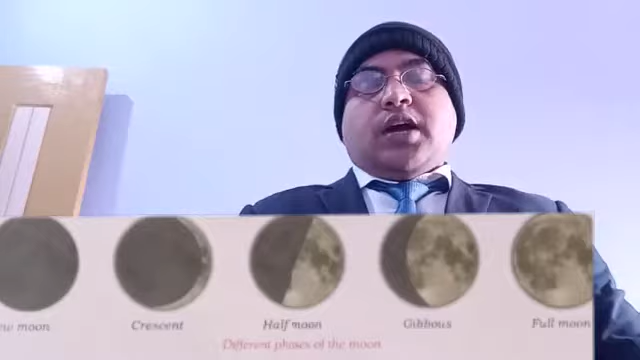 moon Crescent Half moon Gibbous Full moon
Different phases of the moon